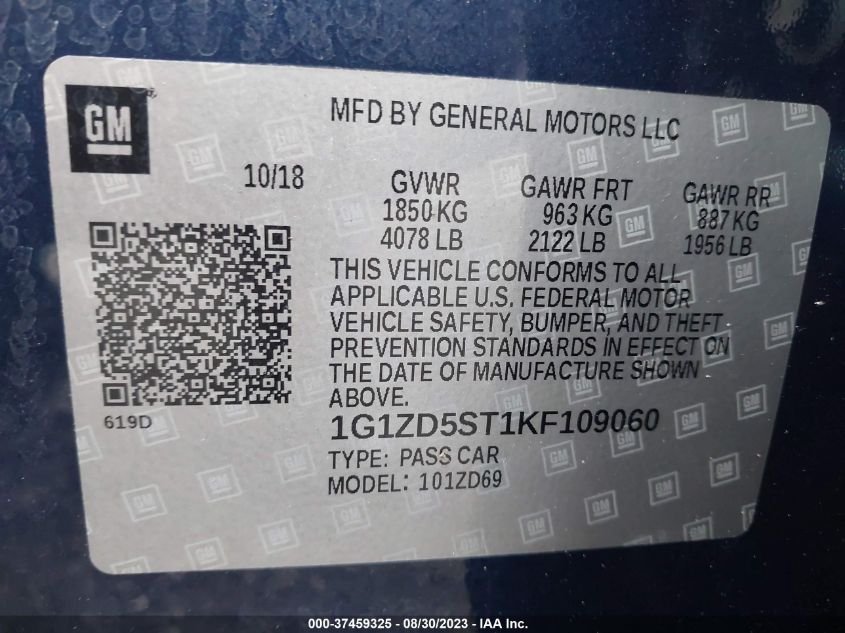 GM®
MFD BY GENERAL MOTORS LLC
10/18
GVWR GAWR FRT GAWR RR
1850 KG 963 KG 887 KG
4078 LB 2122 LB 1956 LB
THIS VEHICLE CONFORMS TO ALL
APPLICABLE U.S. FEDERAL MOTOR
VEHICLE SAFETY, BUMPER, AND THEFT
PREVENTION STANDARDS IN EFFECT ON
THE DATE OF MANUFACTURE SHOWN
ABOVE.
619D
1G1ZD5ST1KF109060
TYPE: PASS CAR
MODEL: 101ZD69
000-37459325 - 08/30/2023 - IAAI Inc.